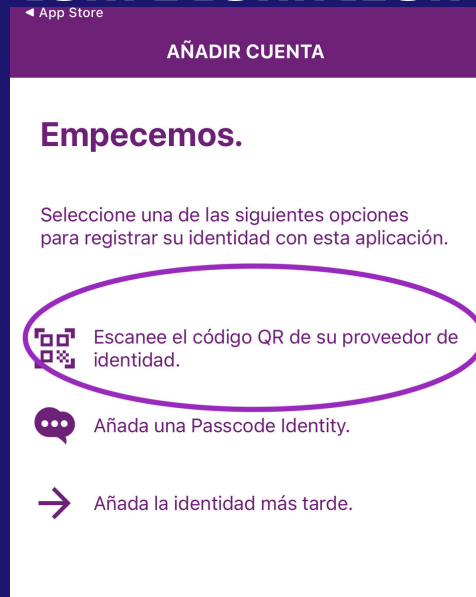 ◀ App Store
AÑADIR CUENTA
Empecemos.
Seleccione una de las siguientes opciones
para registrar su identidad con esta aplicación.
Escanee el código QR de su proveedor de
identidad.
Añada una Passcode Identity.
Añada la identidad más tarde.